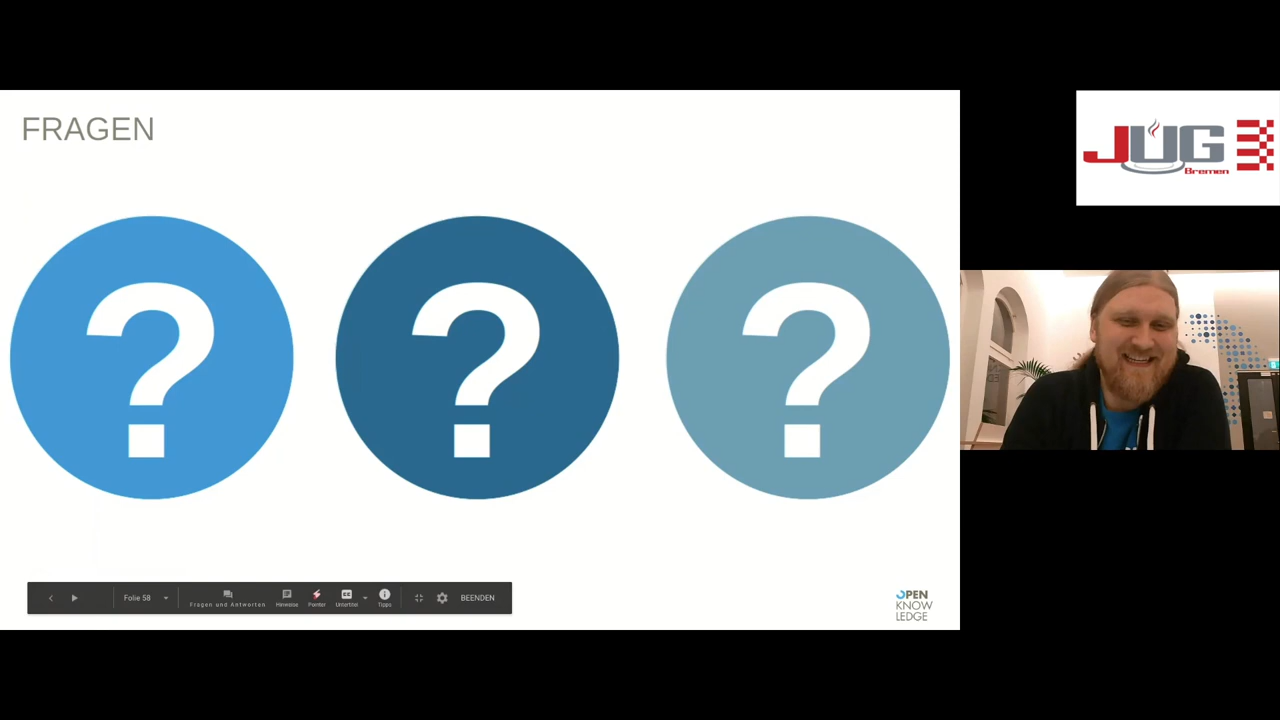 FRAGEN
? ? ?
JUG
Bremen
Folie 58
Fragen und Antworten
Hinweise
Pointer
Untertitel
Tipps
BEENDEN
OPEN
KNOW
LEDGE